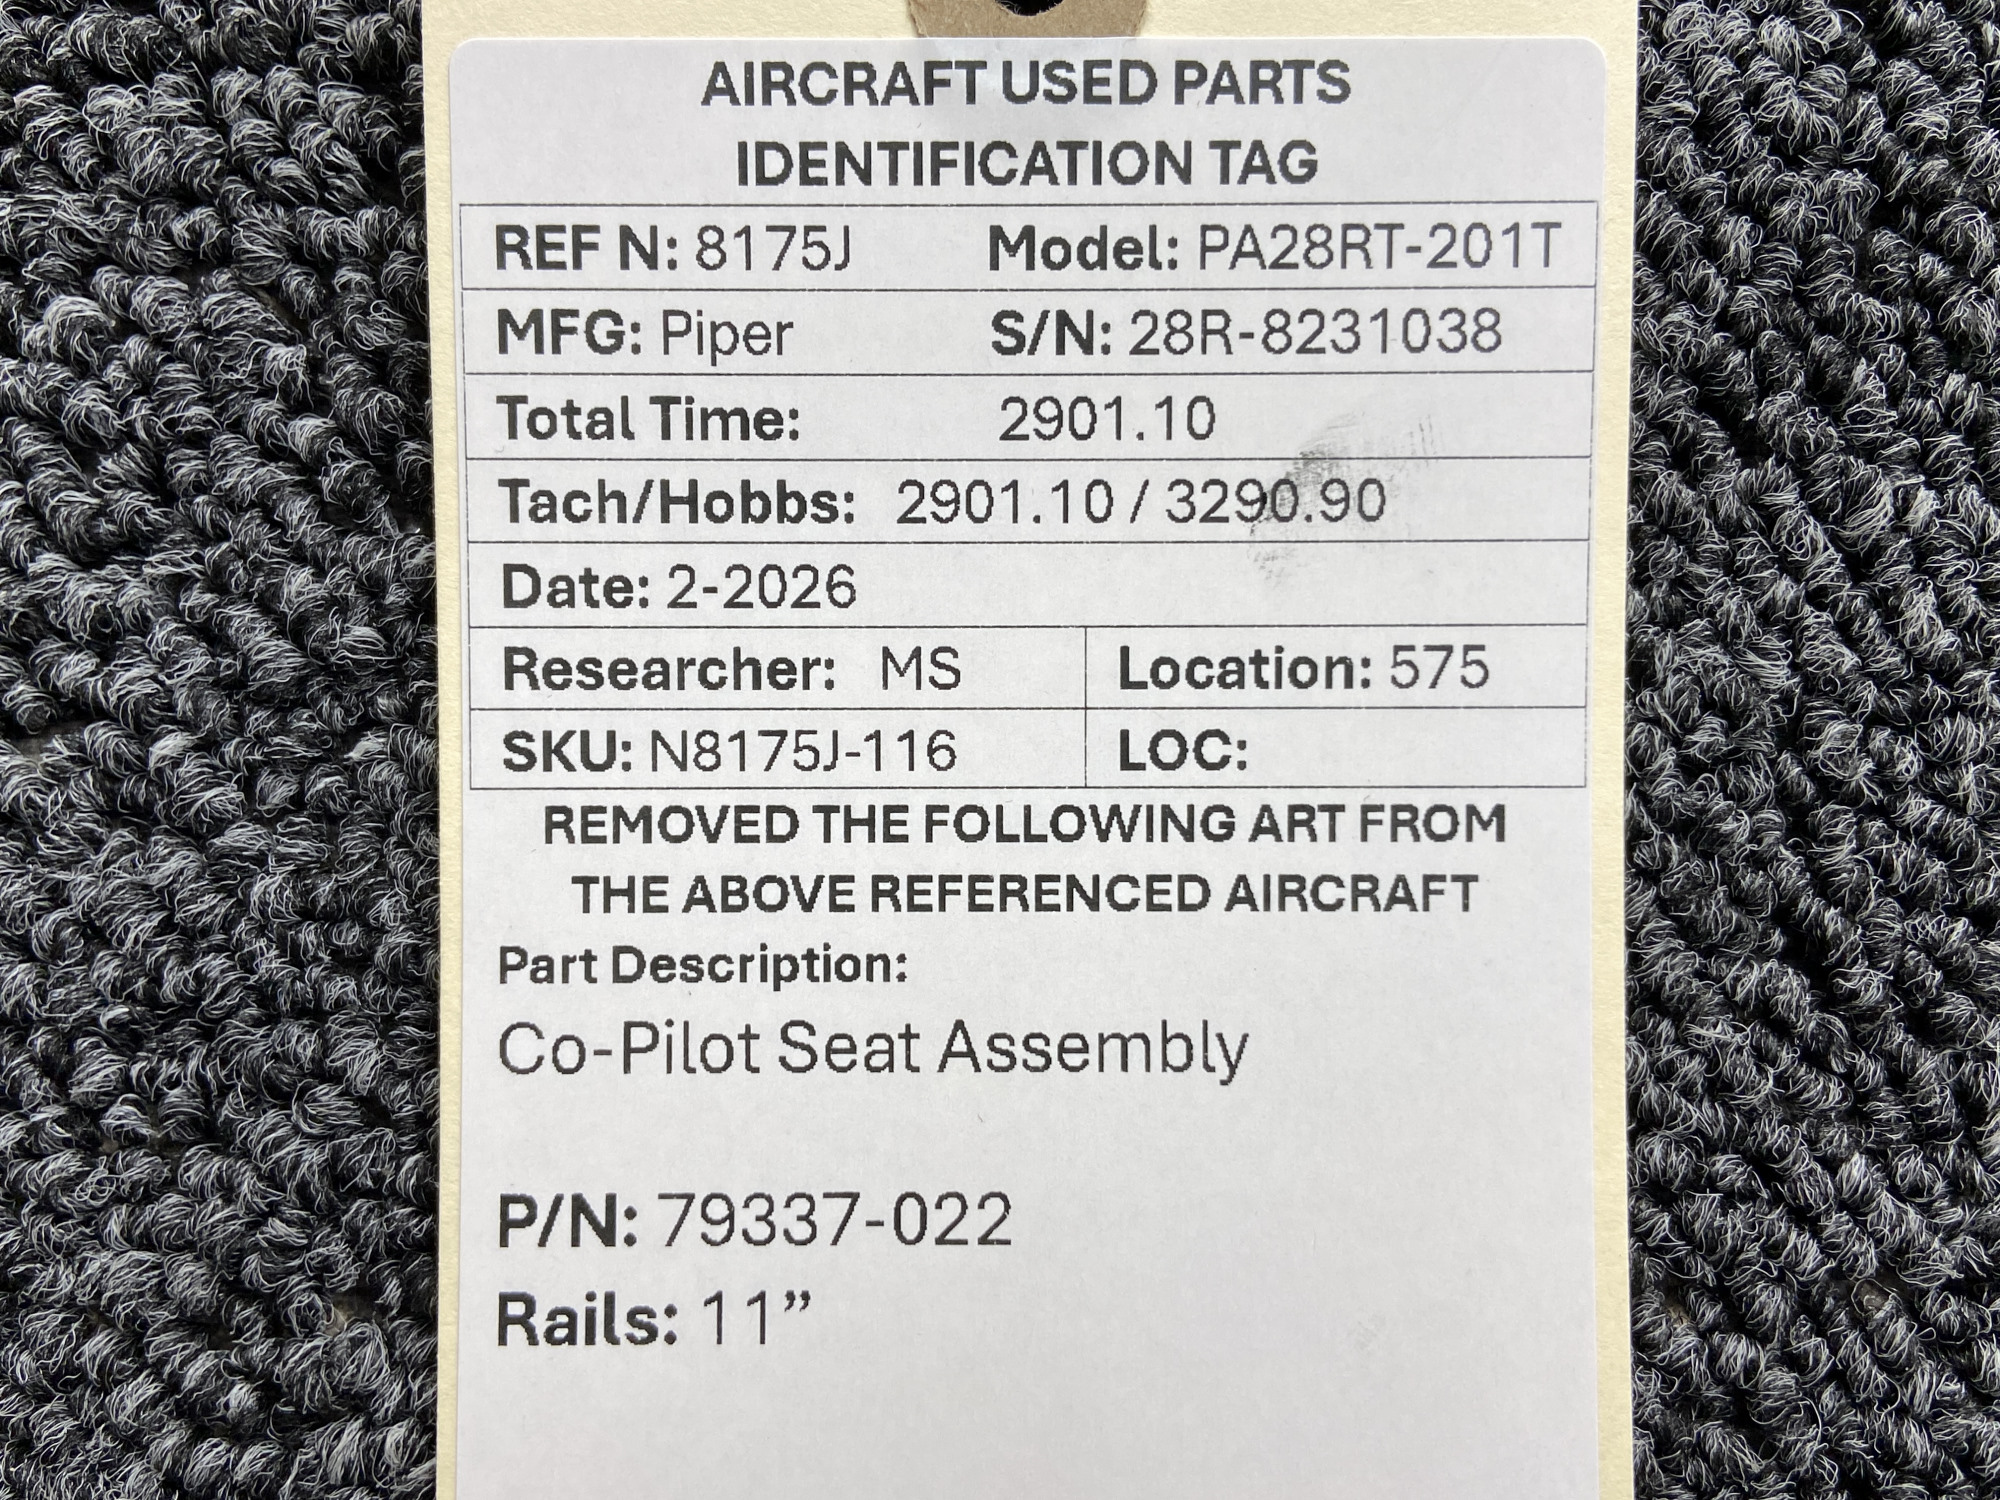 AIRCRAFT USED PARTS
IDENTIFICATION TAG
REF N: 8175J Model: PA28RT-201T
MFG: Piper S/N: 28R-8231038
Total Time: 2901.10
Tach/Hobbs: 2901.10 / 3290.90
Date: 2-2026
Researcher: MS Location: 575
SKU: N8175J-116 LOC:
REMOVED THE FOLLOWING ART FROM
THE ABOVE REFERENCED AIRCRAFT
Part Description:
Co-Pilot Seat Assembly
P/N: 79337-022
Rails: 11”